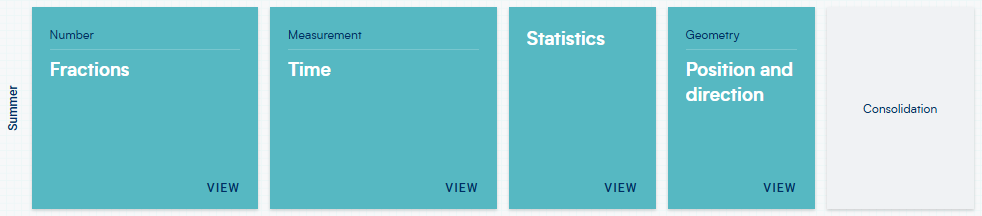 Summer
Number
Fractions
VIEW
Measurement
Time
VIEW
Statistics
VIEW
Geometry
Position and
direction
VIEW
Consolidation